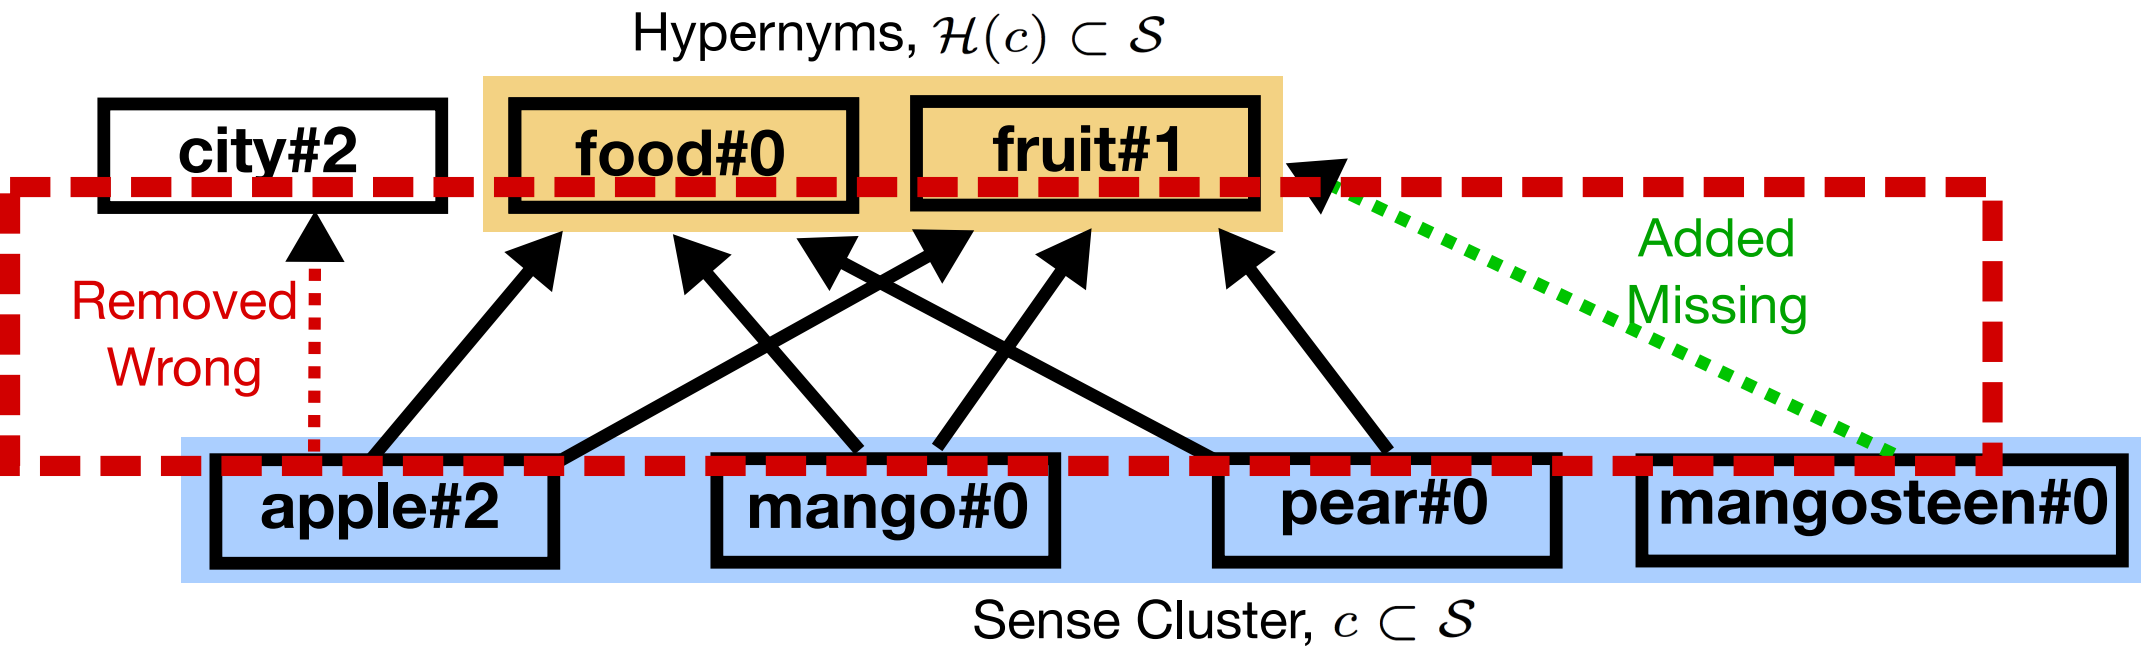 Hypernyms, ℋ(c) ⊂ 𝒮
city#2 food#0 fruit#1
Removed
Wrong
Added
Missing
apple#2 mango#0 pear#0 mangosteen#0
Sense Cluster, c ⊂ 𝒮